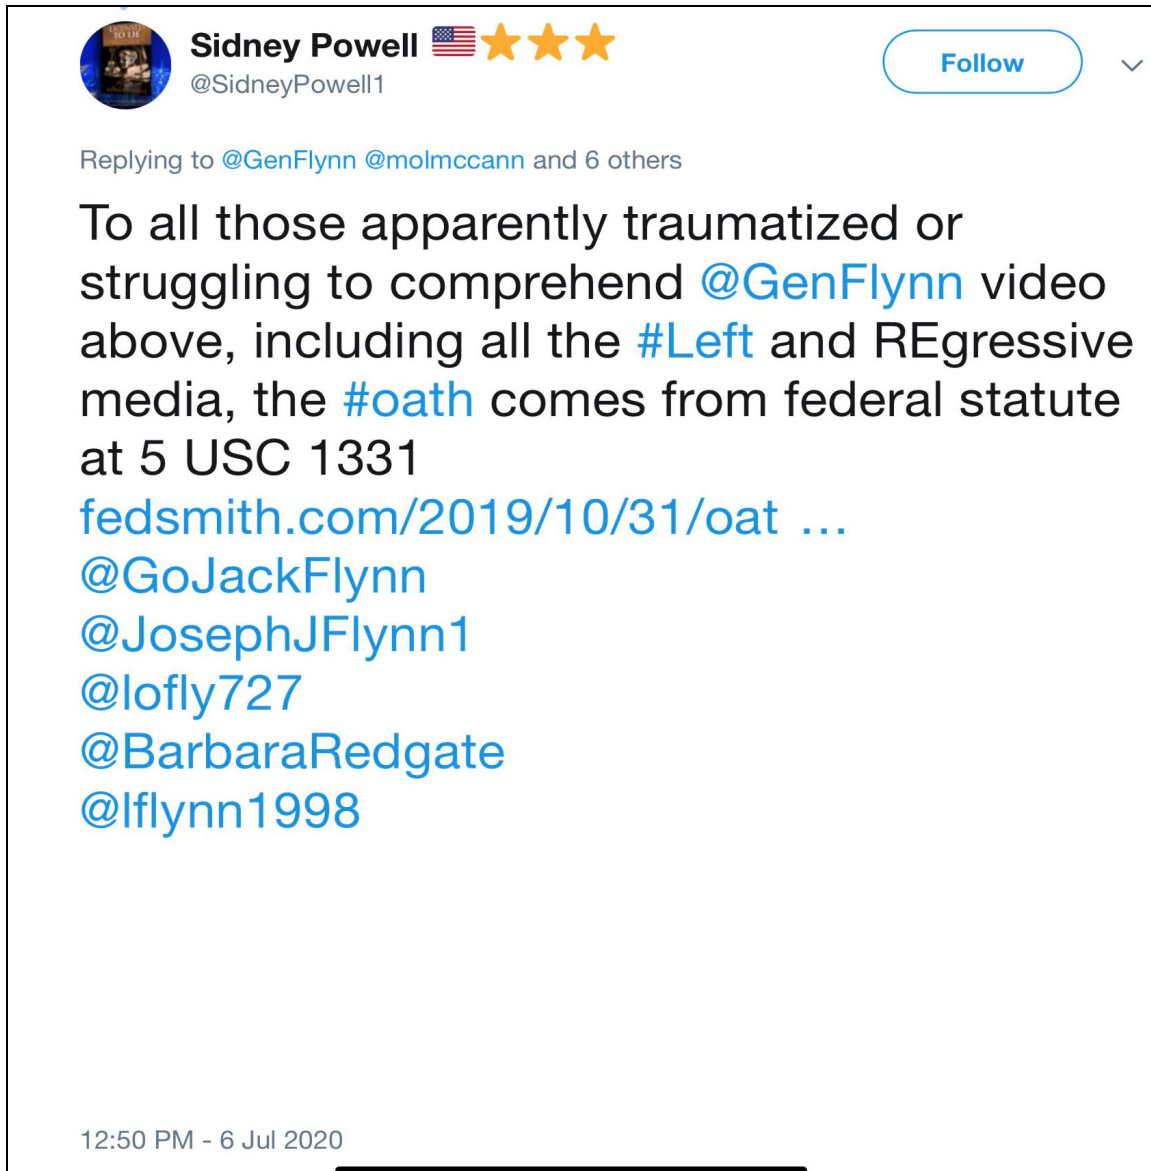 LICENSED
TO LIE
Sidney Powell 🇺🇸⭐⭐⭐
@SidneyPowell1
Follow
Replying to @GenFlynn @molmccann and 6 others
To all those apparently traumatized or
struggling to comprehend @GenFlynn video
above, including all the #Left and REgressive
media, the #oath comes from federal statute
at 5 USC 1331
fedsmith.com/2019/10/31/oat …
@GoJackFlynn
@JosephJFlynn1
@lofly727
@BarbaraRedgate
@lflynn1998
12:50 PM - 6 Jul 2020